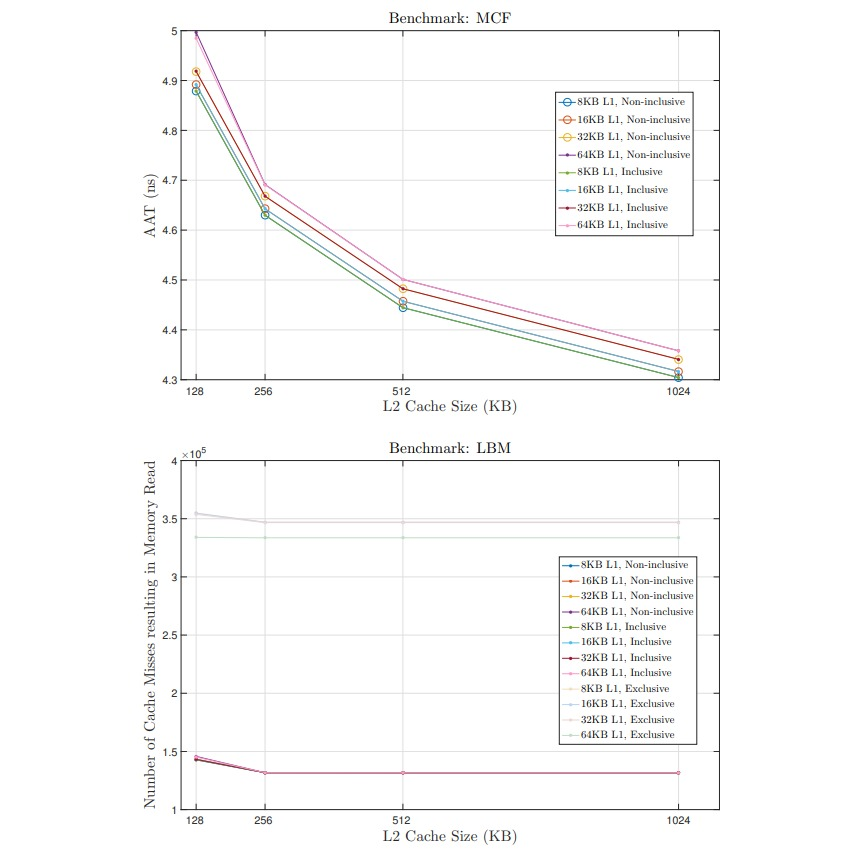 Benchmark: MCF
5
4.9
4.8
4.7
4.6
4.5
4.4
4.3
AAT (ns)
8KB L1, Non-inclusive
16KB L1, Non-inclusive
32KB L1, Non-inclusive
64KB L1, Non-inclusive
8KB L1, Inclusive
16KB L1, Inclusive
32KB L1, Inclusive
64KB L1, Inclusive
128 256 512 1024
L2 Cache Size (KB)
Benchmark: LBM
×10⁵
4
3.5
3
2.5
2
1.5
1
Number of Cache Misses resulting in Memory Read
8KB L1, Non-inclusive
16KB L1, Non-inclusive
32KB L1, Non-inclusive
64KB L1, Non-inclusive
8KB L1, Inclusive
16KB L1, Inclusive
32KB L1, Inclusive
64KB L1, Inclusive
8KB L1, Exclusive
16KB L1, Exclusive
32KB L1, Exclusive
64KB L1, Exclusive
128 256 512 1024
L2 Cache Size (KB)